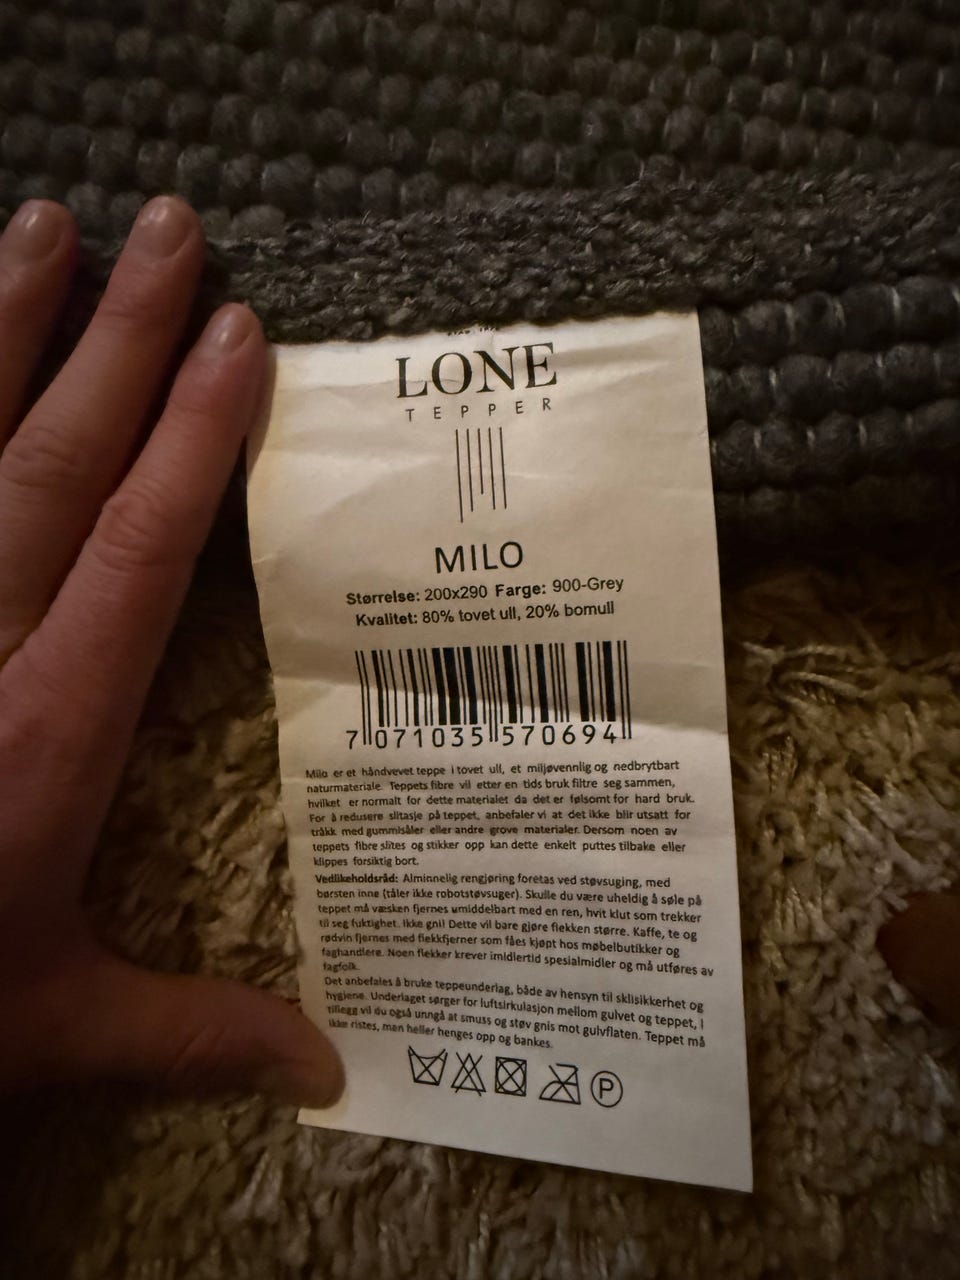 LONE
TEPPER
MILO
Størrelse: 200x290 Farge: 900-Grey
Kvalitet: 80% tovet ull, 20% bomull
7 071035 570694
Milo er et håndvevet teppe i tovet ull, et miljøvennlig og nedbrytbart
naturmateriale. Teppets fibre vil etter en tids bruk filtre seg sammen,
hvilket er normalt for dette materialet da det er følsomt for hard bruk.
For å redusere slitasje på teppet, anbefaler vi at det ikke blir utsatt for
tråkk med gummisåler eller andre grove materialer. Dersom noen av
teppets fibre slites og stikker opp kan dette enkelt puttes tilbake eller
klippes forsiktig bort.
Vedlikeholdsråd: Alminnelig rengjøring foretas ved støvsuging, med
børsten inne (tåler ikke robotstøvsuger). Skulle du være uheldig å søle på
teppet må væsken fjernes umiddelbart med en ren, hvit klut som trekker
til seg fuktighet. Ikke gni! Dette vil bare gjøre flekken større. Kaffe, te og
rødvin fjernes med flekkfjerner som fåes kjøpt hos møbelbutikker og
faghandlere. Noen flekker krever imidlertid spesialmidler og må utføres av
fagfolk.
Det anbefales å bruke teppeunderlag, både av hensyn til sklisikkerhet og
hygiene. Underlaget sørger for luftsirkulasjon mellom gulvet og teppet, i
tillegg vil du også unngå at smuss og støv gnis mot gulvflaten. Teppet må
ikke ristes, men heller henges opp og bankes.
P